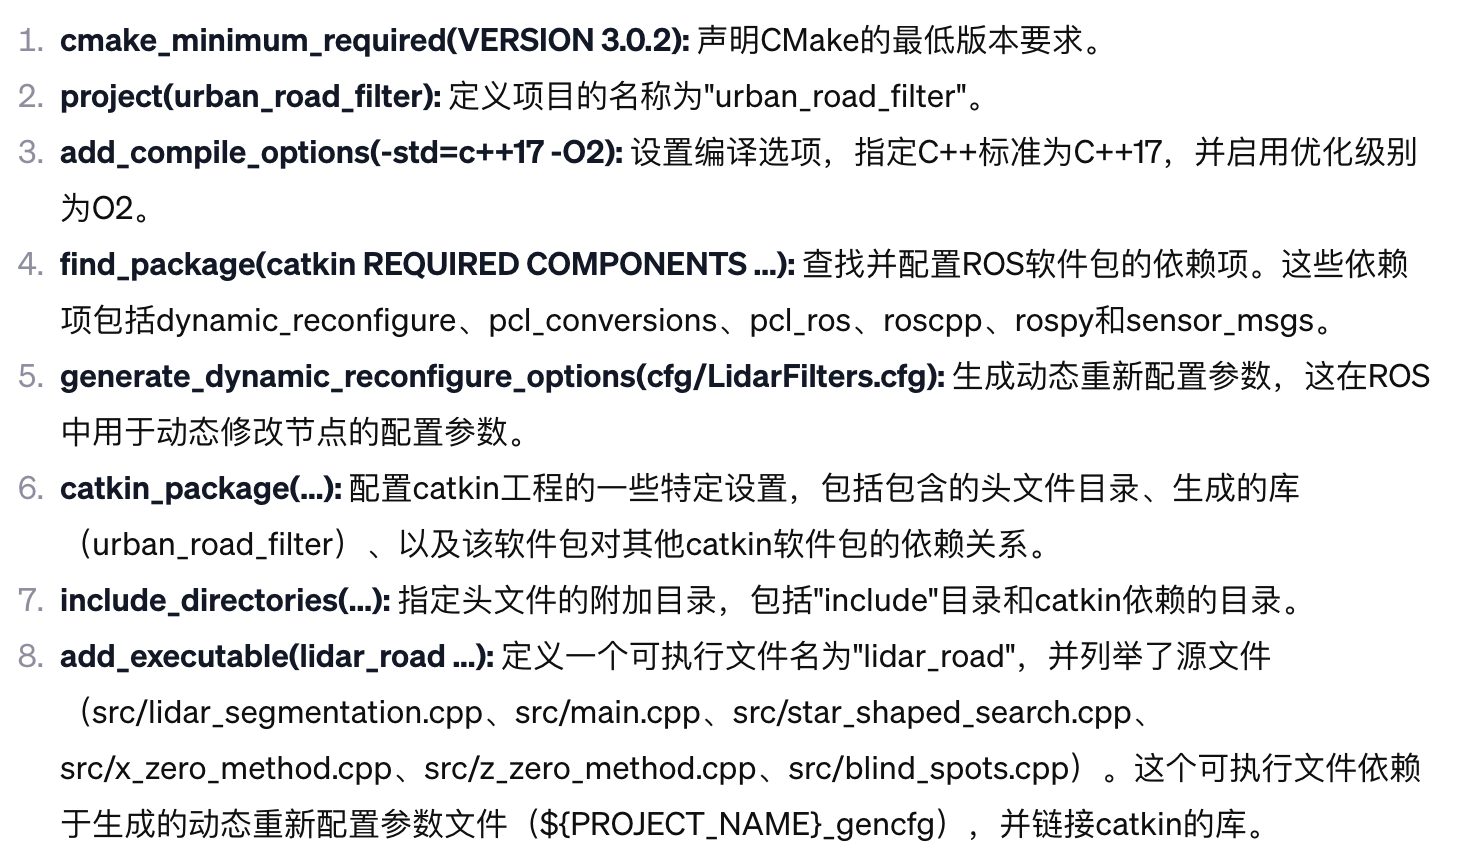 1. cmake_minimum_required(VERSION 3.0.2): 声明CMake的最低版本要求。
2. project(urban_road_filter): 定义项目的名称为"urban_road_filter"。
3. add_compile_options(-std=c++17 -O2): 设置编译选项，指定C++标准为C++17，并启用优化级别
为O2。
4. find_package(catkin REQUIRED COMPONENTS ...): 查找并配置ROS软件包的依赖项。这些依赖
项包括dynamic_reconfigure、pcl_conversions、pcl_ros、roscpp、rospy和sensor_msgs。
5. generate_dynamic_reconfigure_options(cfg/LidarFilters.cfg): 生成动态重新配置参数，这在ROS
中用于动态修改节点的配置参数。
6. catkin_package(...): 配置catkin工程的一些特定设置，包括包含的头文件目录、生成的库
（urban_road_filter）、以及该软件包对其他catkin软件包的依赖关系。
7. include_directories(...): 指定头文件的附加目录，包括"include"目录和catkin依赖的目录。
8. add_executable(lidar_road ...): 定义一个可执行文件名为"lidar_road"，并列举了源文件
（src/lidar_segmentation.cpp、src/main.cpp、src/star_shaped_search.cpp、
src/x_zero_method.cpp、src/z_zero_method.cpp、src/blind_spots.cpp）。这个可执行文件依赖
于生成的动态重新配置参数文件（${PROJECT_NAME}_gencfg），并链接catkin的库。